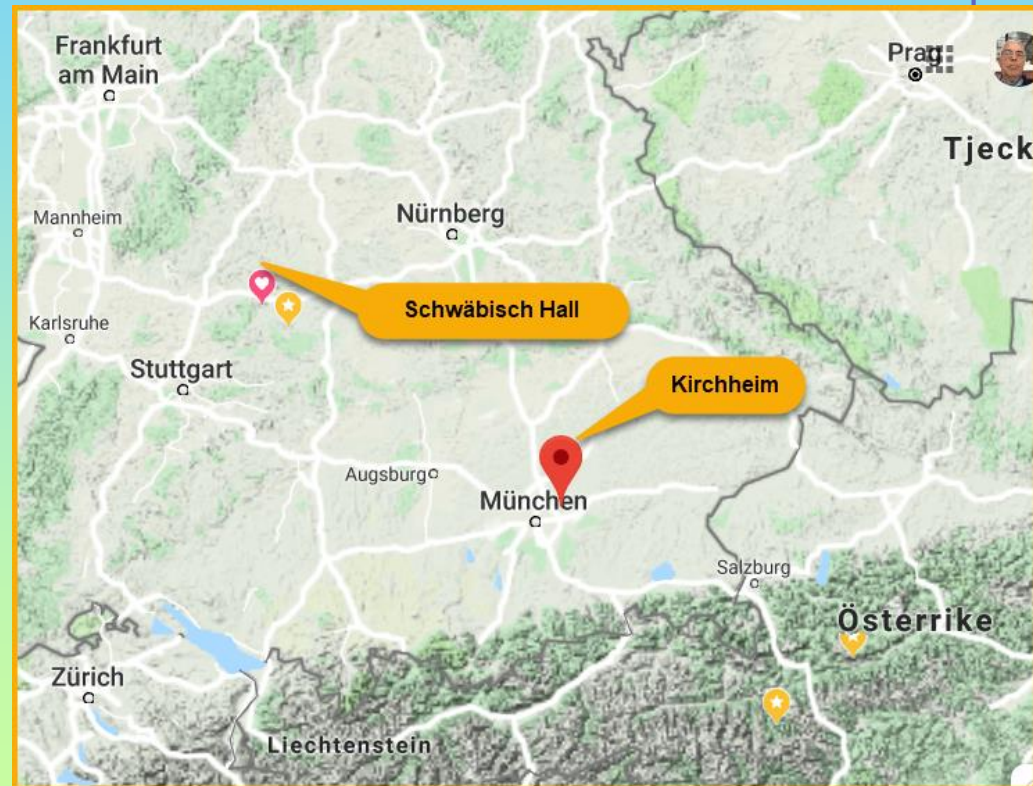 Frankfurt
am Main
Prag
Tjeck
Mannheim
Nürnberg
Schwäbisch Hall
Karlsruhe
Stuttgart
Kirchheim
Augsburg
München
Salzburg
Österrike
Zürich
Liechtenstein